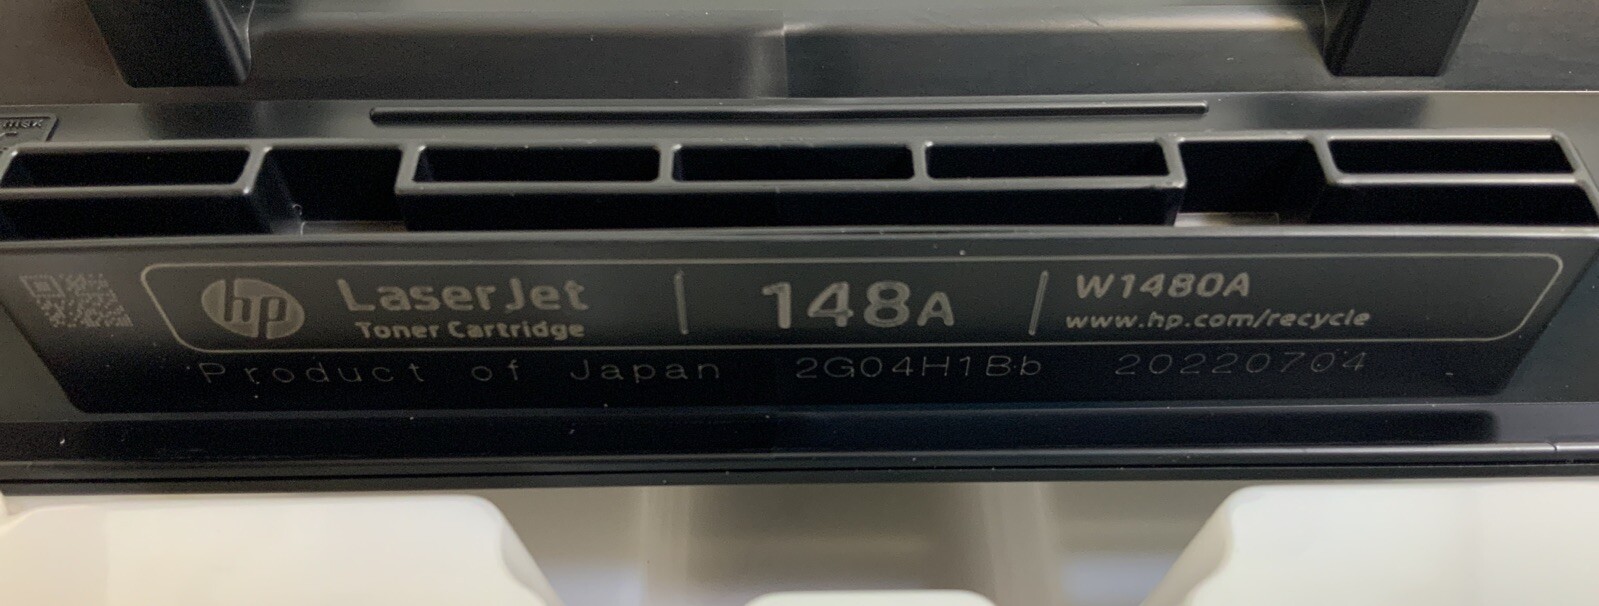 hp
LaserJet
Toner Cartridge
148A
W1480A
www.hp.com/recycle
Product of Japan 2G04H1Bb 20220704